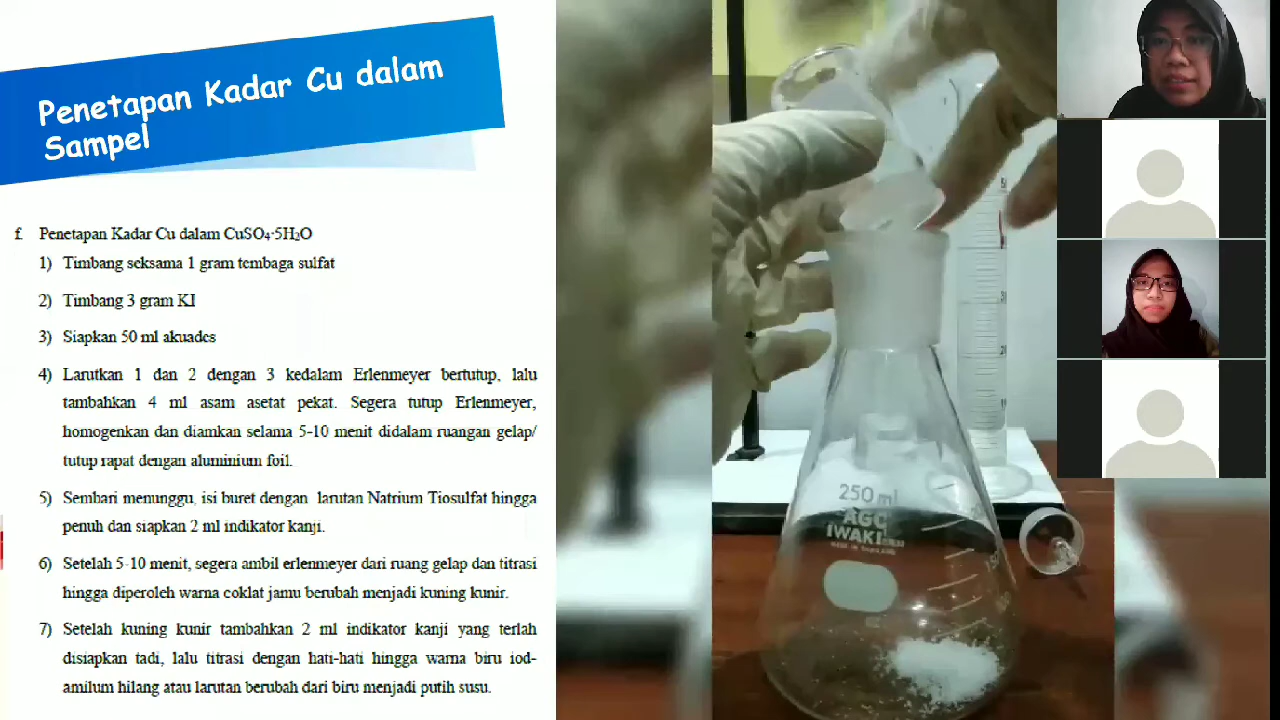 Penetapan Kadar Cu dalam
Sampel
f. Penetapan Kadar Cu dalam CuSO₄·5H₂O
1) Timbang seksama 1 gram tembaga sulfat
2) Timbang 3 gram KI
3) Siapkan 50 ml akuades
4) Larutkan 1 dan 2 dengan 3 kedalam Erlenmeyer bertutup, lalu
tambahkan 4 ml asam asetat pekat. Segera tutup Erlenmeyer,
homogenkan dan diamkan selama 5-10 menit didalam ruangan gelap/
tutup rapat dengan aluminium foil.
5) Sembari menunggu, isi buret dengan larutan Natrium Tiosulfat hingga
penuh dan siapkan 2 ml indikator kanji.
6) Setelah 5-10 menit, segera ambil erlenmeyer dari ruang gelap dan titrasi
hingga diperoleh warna coklat jamu berubah menjadi kuning kunir.
7) Setelah kuning kunir tambahkan 2 ml indikator kanji yang terlah
disiapkan tadi, lalu titrasi dengan hati-hati hingga warna biru iod-
amilum hilang atau larutan berubah dari biru menjadi putih susu.
250 ml
AGC
IWAKI